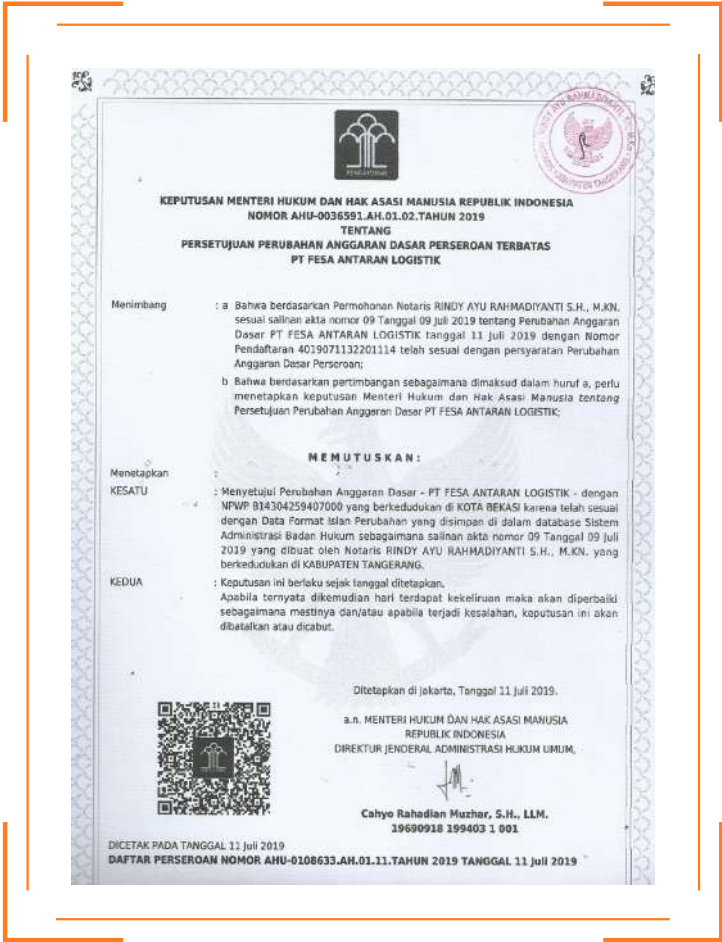 RINDY AYU RAHMADIYANTI, S.H., M.Kn
NOTARIS KABUPATEN TANGERANG
PENGAYOMAN
KEPUTUSAN MENTERI HUKUM DAN HAK ASASI MANUSIA REPUBLIK INDONESIA
NOMOR AHU-0036591.AH.01.02.TAHUN 2019
TENTANG
PERSETUJUAN PERUBAHAN ANGGARAN DASAR PERSEROAN TERBATAS
PT FESA ANTARAN LOGISTIK
Menimbang : a Bahwa berdasarkan Permohonan Notaris RINDY AYU RAHMADIYANTI S.H., M.KN.
sesuai salinan akta nomor 09 Tanggal 09 Juli 2019 tentang Perubahan Anggaran
Dasar PT FESA ANTARAN LOGISTIK tanggal 11 Juli 2019 dengan Nomor
Pendaftaran 4019071132201114 telah sesuai dengan persyaratan Perubahan
Anggaran Dasar Perseroan;
b Bahwa berdasarkan pertimbangan sebagaimana dimaksud dalam huruf a, perlu
menetapkan keputusan Menteri Hukum dan Hak Asasi Manusia tentang
Persetujuan Perubahan Anggaran Dasar PT FESA ANTARAN LOGISTIK;
MEMUTUSKAN:
Menetapkan :
KESATU : Menyetujui Perubahan Anggaran Dasar - PT FESA ANTARAN LOGISTIK - dengan
NPWP 814304259407000 yang berkedudukan di KOTA BEKASI karena telah sesuai
dengan Data Format Isian Perubahan yang disimpan di dalam database Sistem
Administrasi Badan Hukum sebagaimana salinan akta nomor 09 Tanggal 09 Juli
2019 yang dibuat oleh Notaris RINDY AYU RAHMADIYANTI S.H., M.KN. yang
berkedudukan di KABUPATEN TANGERANG.
KEDUA : Keputusan ini berlaku sejak tanggal ditetapkan.
Apabila ternyata dikemudian hari terdapat kekeliruan maka akan diperbaiki
sebagaimana mestinya dan/atau apabila terjadi kesalahan, keputusan ini akan
dibatalkan atau dicabut.
Ditetapkan di Jakarta, Tanggal 11 Juli 2019.
a.n. MENTERI HUKUM DAN HAK ASASI MANUSIA
REPUBLIK INDONESIA
DIREKTUR JENDERAL ADMINISTRASI HUKUM UMUM,
Cahyo Rahadian Muzhar, S.H., LLM.
19690918 199403 1 001
DICETAK PADA TANGGAL 11 Juli 2019
DAFTAR PERSEROAN NOMOR AHU-0108633.AH.01.11.TAHUN 2019 TANGGAL 11 Juli 2019